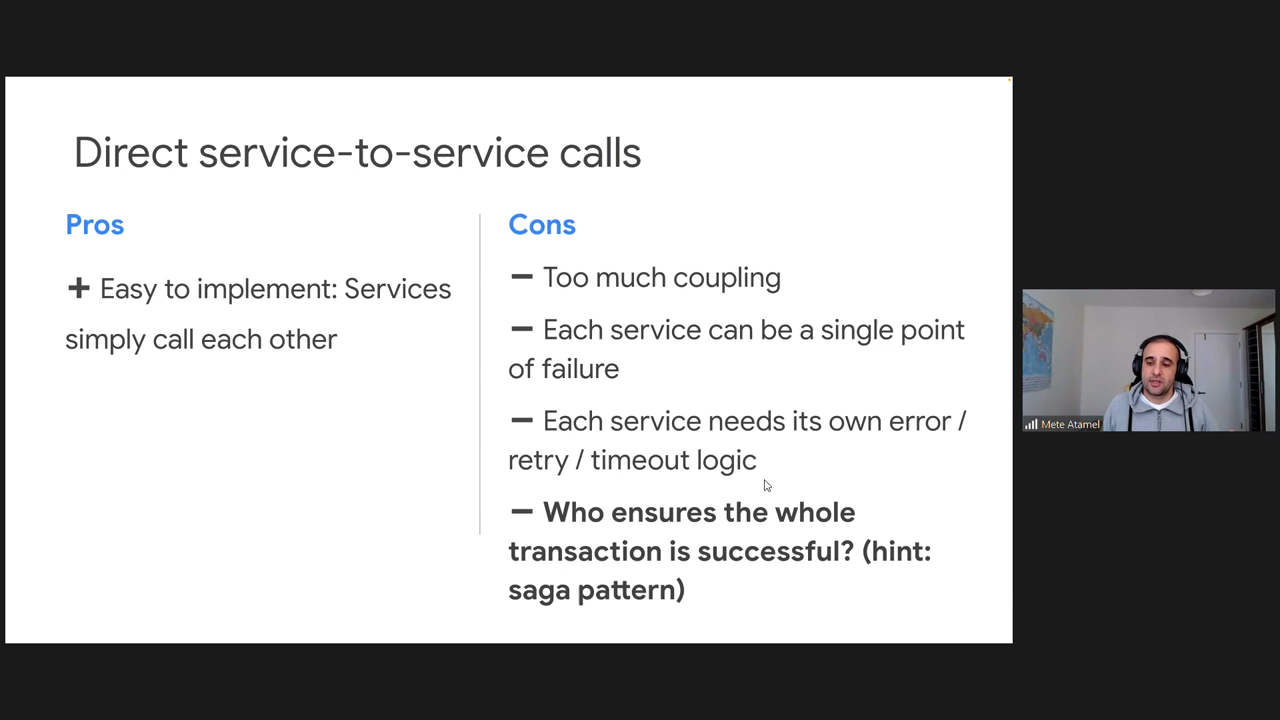 Direct service-to-service calls
Pros
+ Easy to implement: Services
simply call each other
Cons
− Too much coupling
− Each service can be a single point
of failure
− Each service needs its own error /
retry / timeout logic
− Who ensures the whole
transaction is successful? (hint:
saga pattern)
Mete Atamel